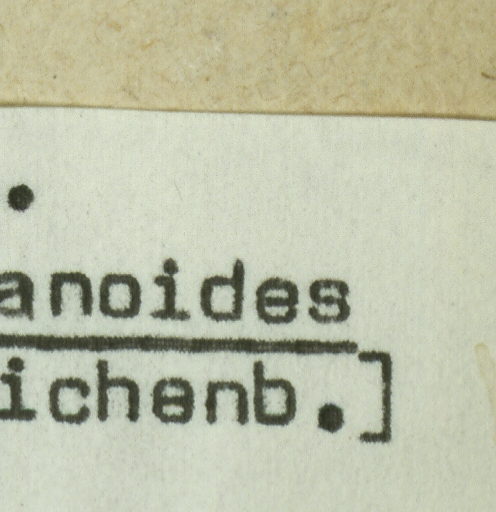 .
anoides
ichenb.]